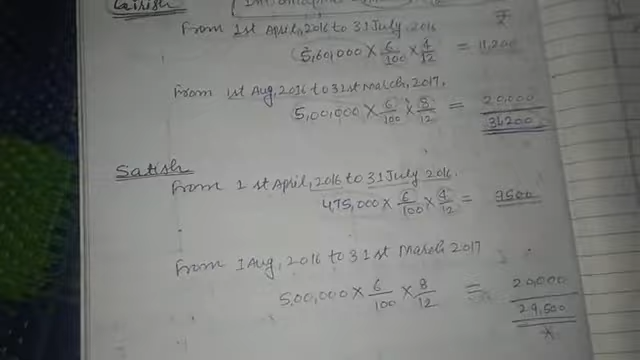 Girish
₹
From 1st April, 2016 to 31 July, 2016
5,60,000 × 6/100 × 4/12 = 11,200
From 1st Aug, 2016 to 31st March, 2017.
5,00,000 × 6/100 × 8/12 = 20,000
31200
Satish
From 1 st April, 2016 to 31 July 2016.
4,75,000 × 6/100 × 4/12 = 9500
From 1 Aug, 2016 to 31st March 2017
5,00,000 × 6/100 × 8/12 = 20,000
29,500